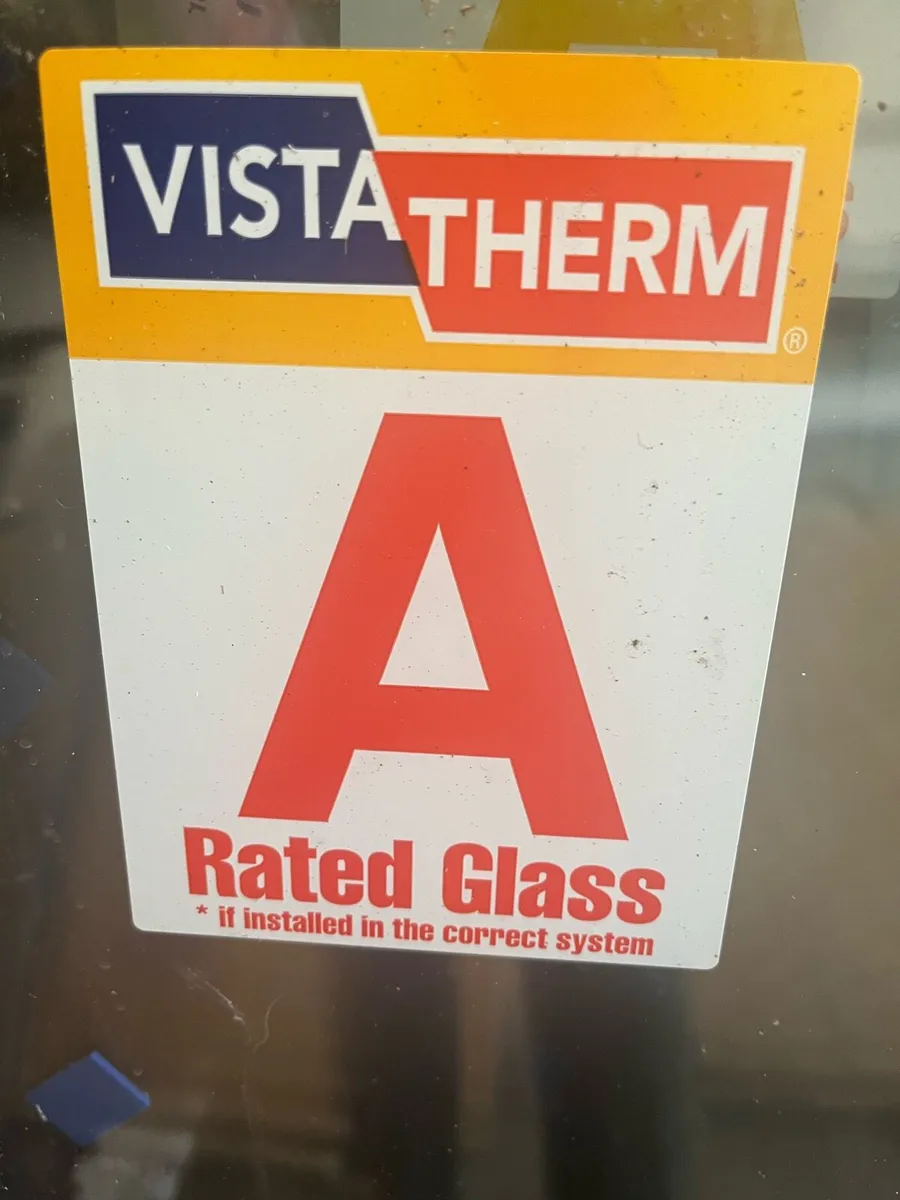 VISTA THERM
®
A
Rated Glass
* if installed in the correct system